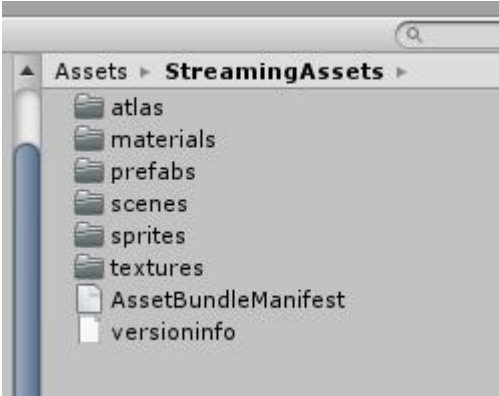 Assets ▸ StreamingAssets ▸
atlas
materials
prefabs
scenes
sprites
textures
AssetBundleManifest
versioninfo